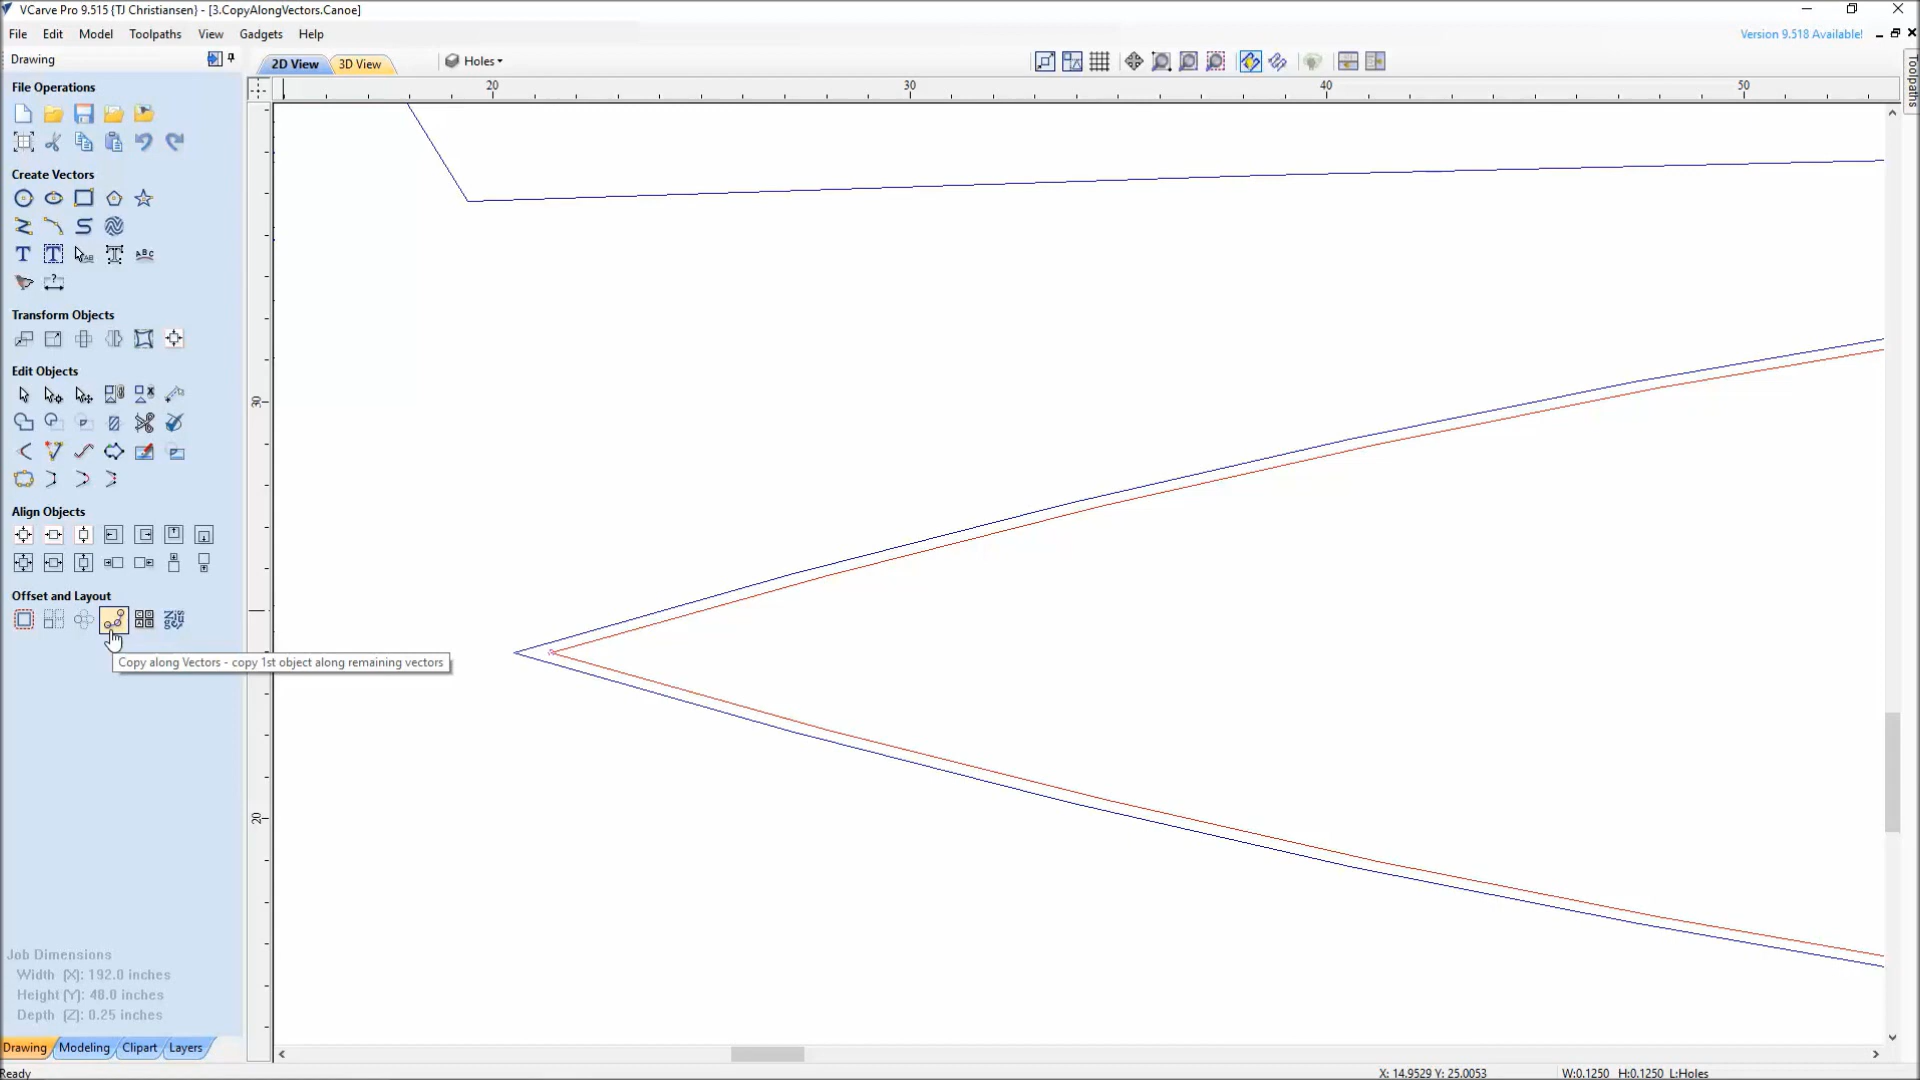 VCarve Pro 9.515 {TJ Christiansen} - [3.CopyAlongVectors.Canoe]
File Edit Model Toolpaths View Gadgets Help
Version 9.518 Available!
Drawing
2D View 3D View
Holes
Toolpaths
File Operations
20 30 40 50
Create Vectors
Transform Objects
Edit Objects
30
Align Objects
Offset and Layout
Copy along Vectors - copy 1st object along remaining vectors
20
Job Dimensions
Width (X): 192.0 inches
Height (Y): 48.0 inches
Depth (Z): 0.25 inches
Drawing Modeling Clipart Layers
Ready
X: 14.9529 Y: 25.0053
W:0.1250 H:0.1250 L:Holes